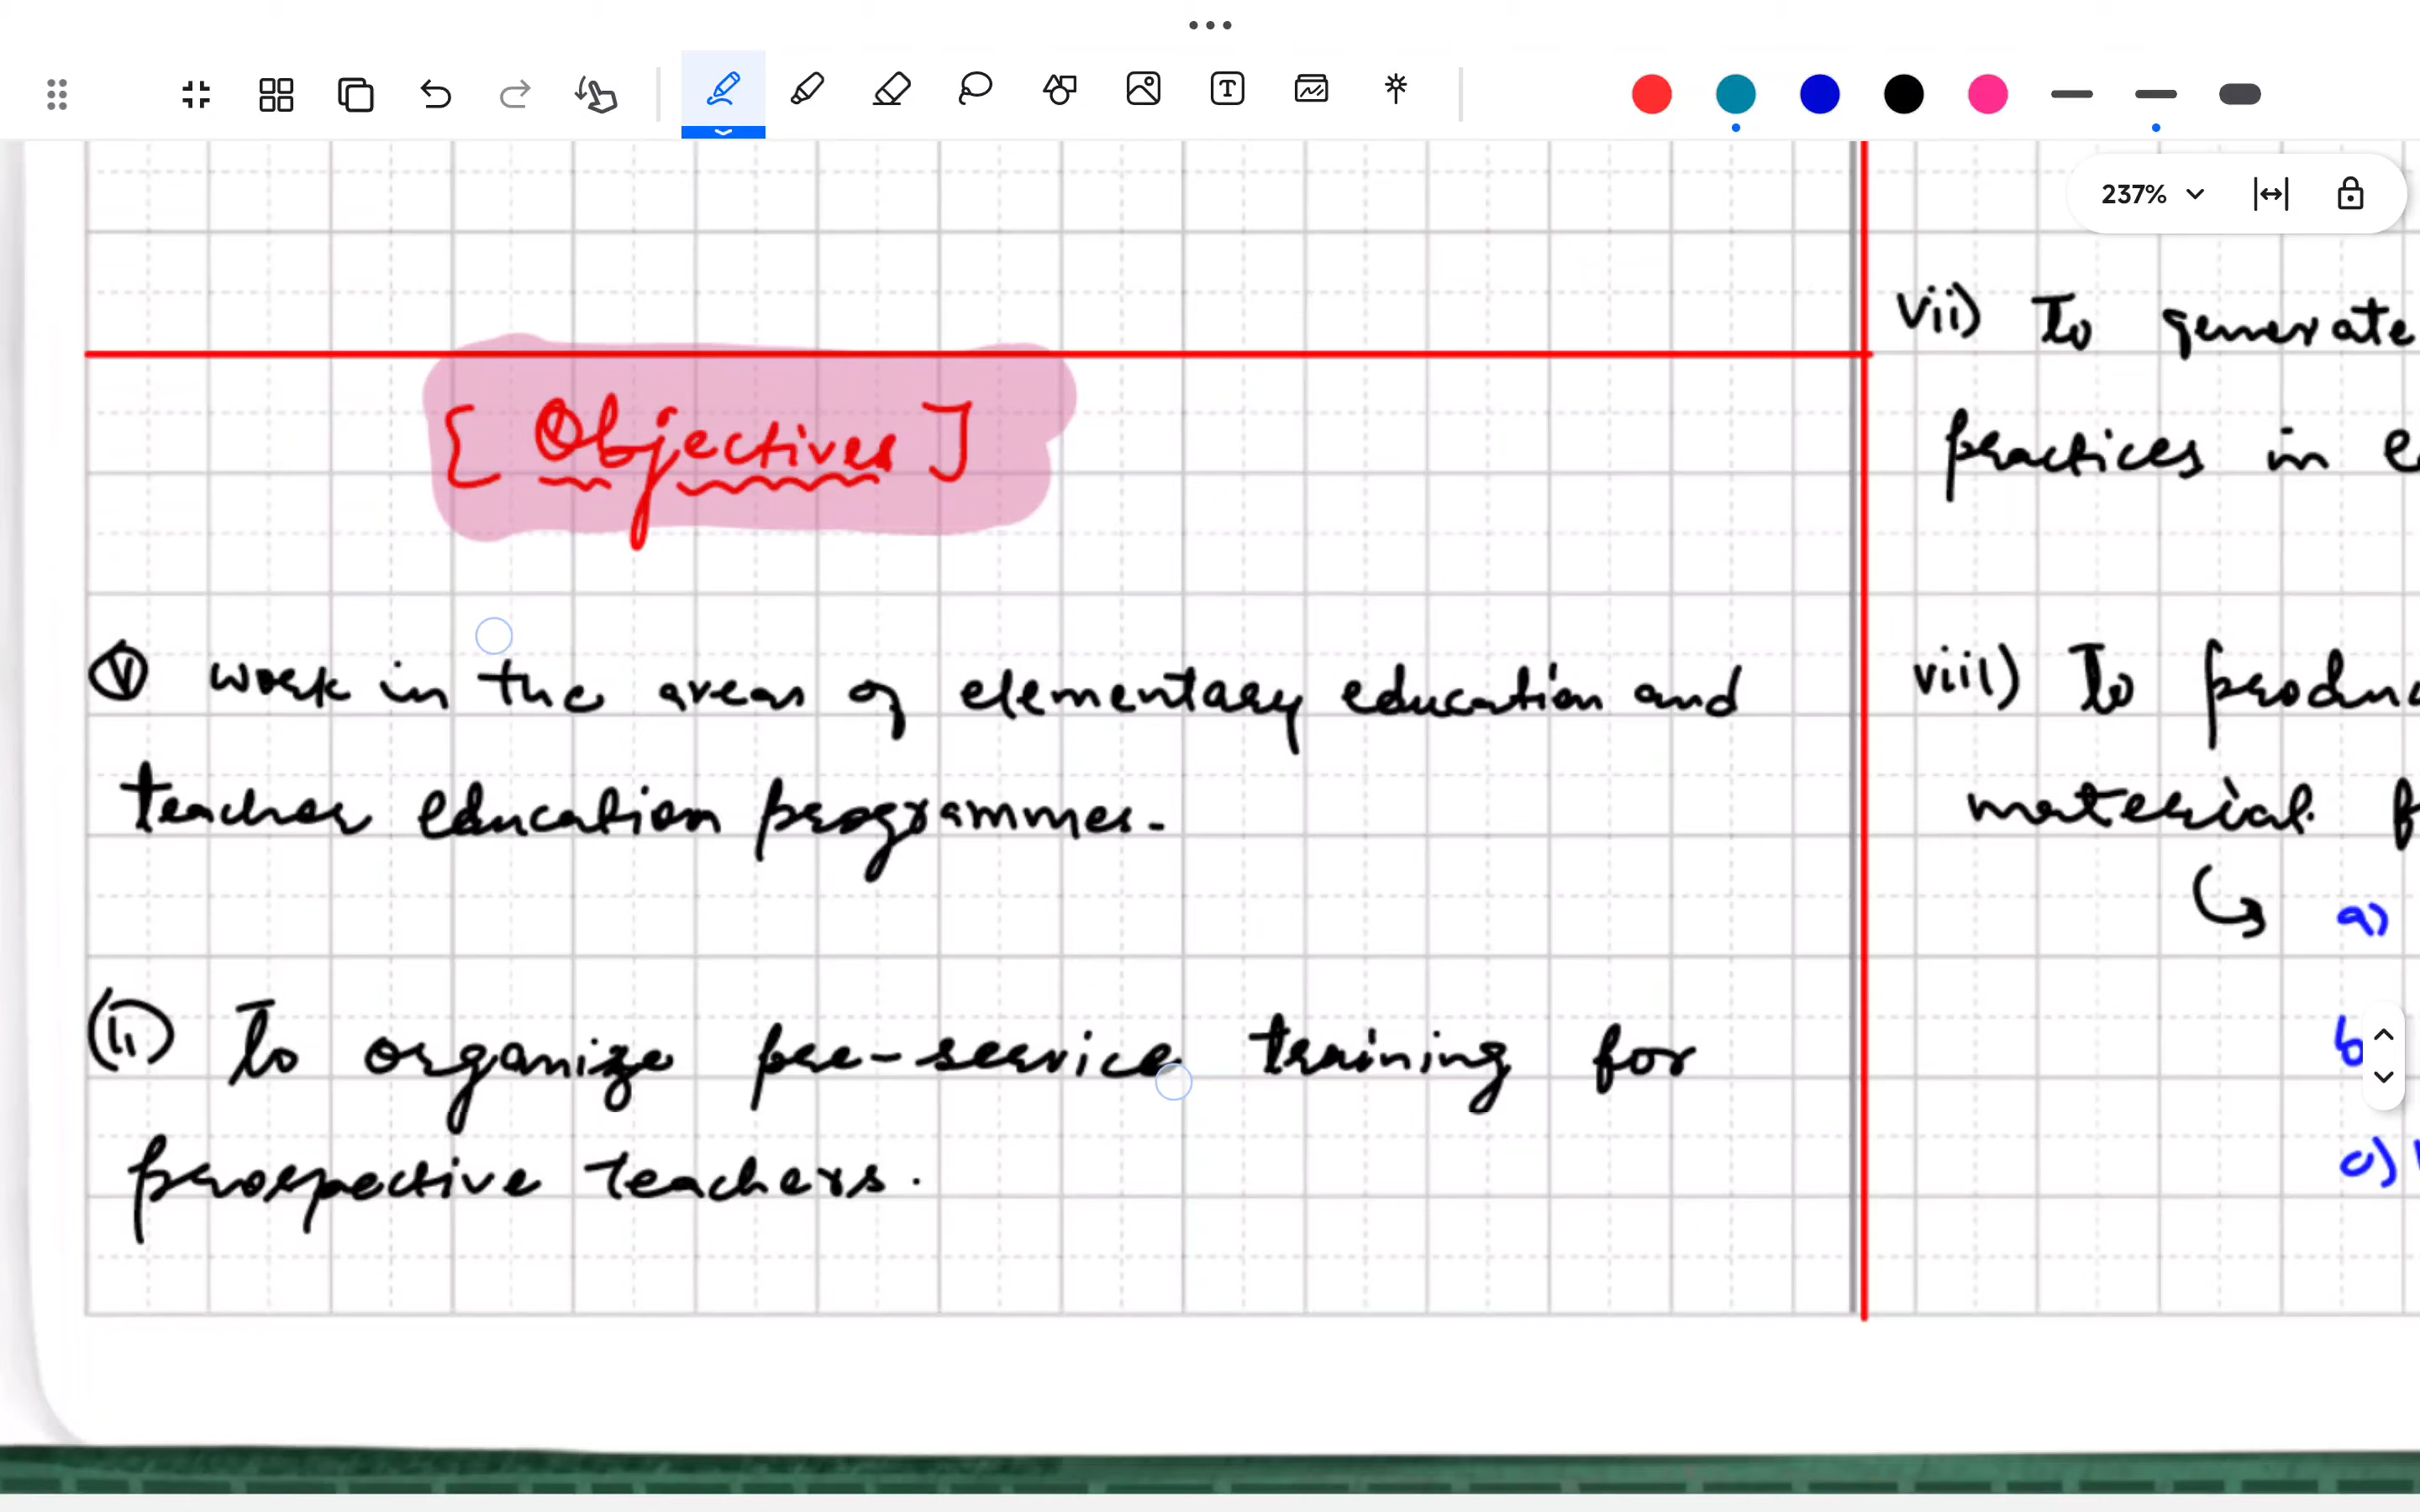 237%
[ Objectives ]
(i) work in the areas of elementary education and
teacher education programmes.
(ii) To organize pre-service training for
prospective teachers.
vii) To generate
practices in
viii) To
material
a)
b
c)